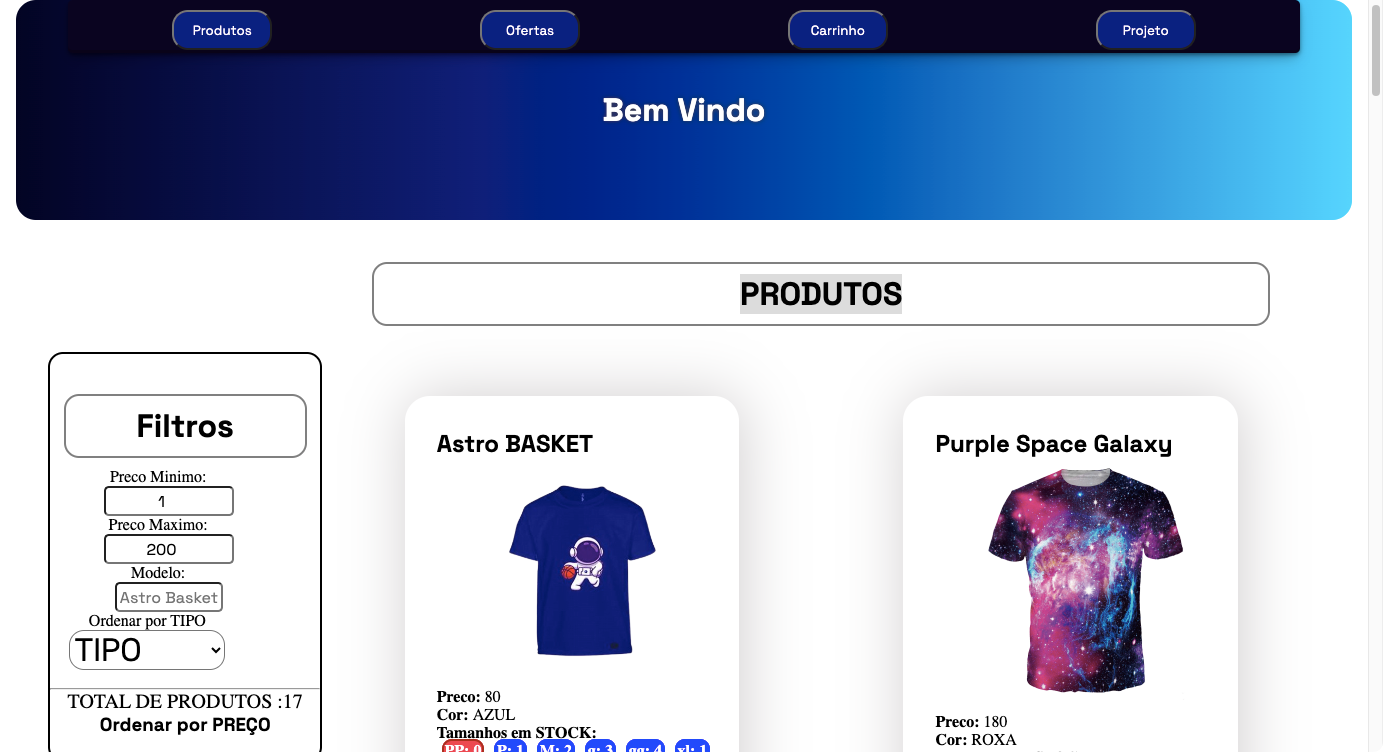 Produtos
Ofertas
Carrinho
Projeto
Bem Vindo
PRODUTOS
Filtros
Preco Minimo:
1
Preco Maximo:
200
Modelo:
Astro Basket
Ordenar por TIPO
TIPO
TOTAL DE PRODUTOS :17
Ordenar por PREÇO
Astro BASKET
Preco: 80
Cor: AZUL
Tamanhos em STOCK:
PP: 0 P: 1 M: 2 g: 3 gg: 4 xl: 1
Purple Space Galaxy
Preco: 180
Cor: ROXA